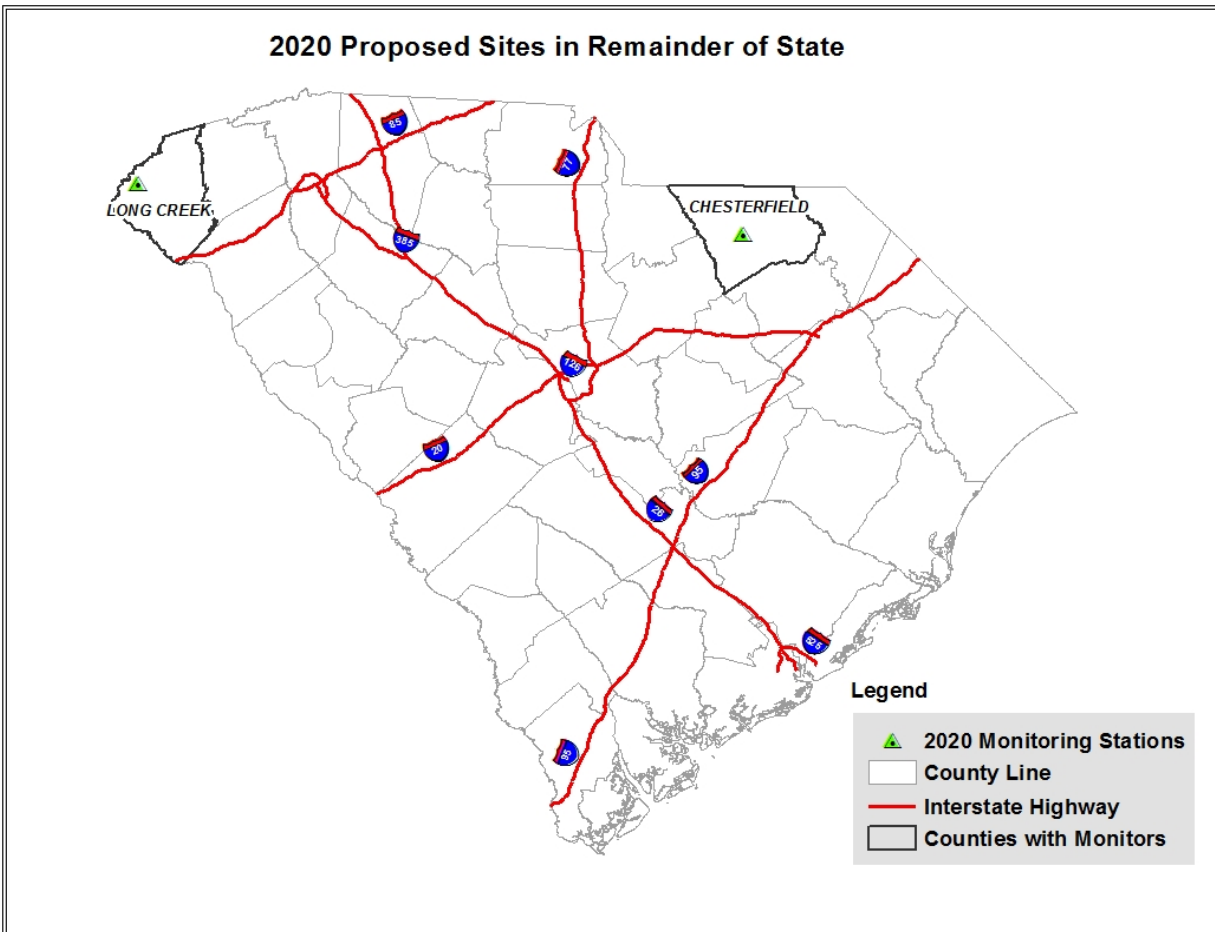 2020 Proposed Sites in Remainder of State
85
77
LONG CREEK
CHESTERFIELD
385
126
20
95
26
526
95
Legend
2020 Monitoring Stations
County Line
Interstate Highway
Counties with Monitors